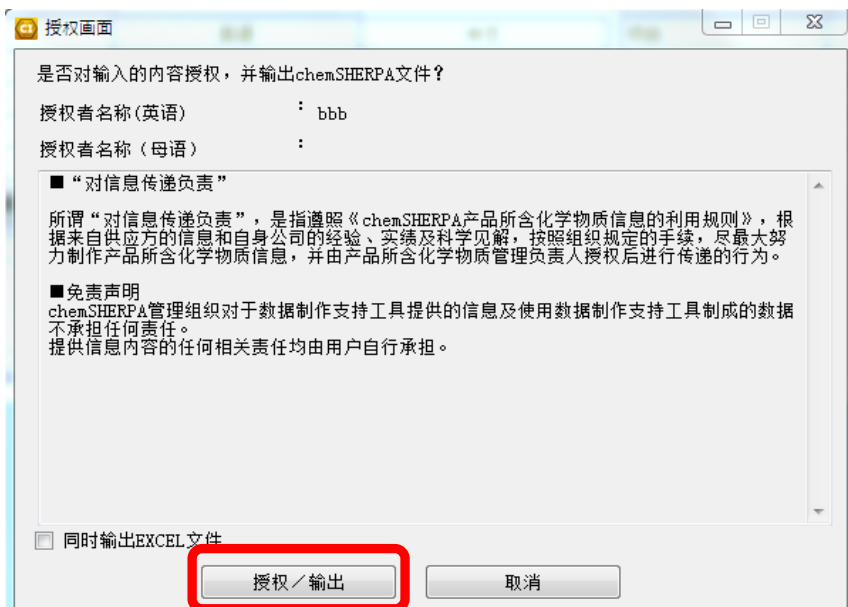 授权画面
是否对输入的内容授权，并输出chemSHERPA文件?
授权者名称(英语) : bbb
授权者名称（母语） :
■“对信息传递负责”
所谓“对信息传递负责”，是指遵照《chemSHERPA产品所含化学物质信息的利用规则》，根
据来自供应方的信息和自身公司的经验、实绩及科学见解，按照组织规定的手续，尽最大努
力制作产品所含化学物质信息，并由产品所含化学物质管理负责人授权后进行传递的行为。
■免责声明
chemSHERPA管理组织对于数据制作支持工具提供的信息及使用数据制作支持工具制成的数据
不承担任何责任。
提供信息内容的任何相关责任均由用户自行承担。
同时输出EXCEL文件
授权／输出 取消